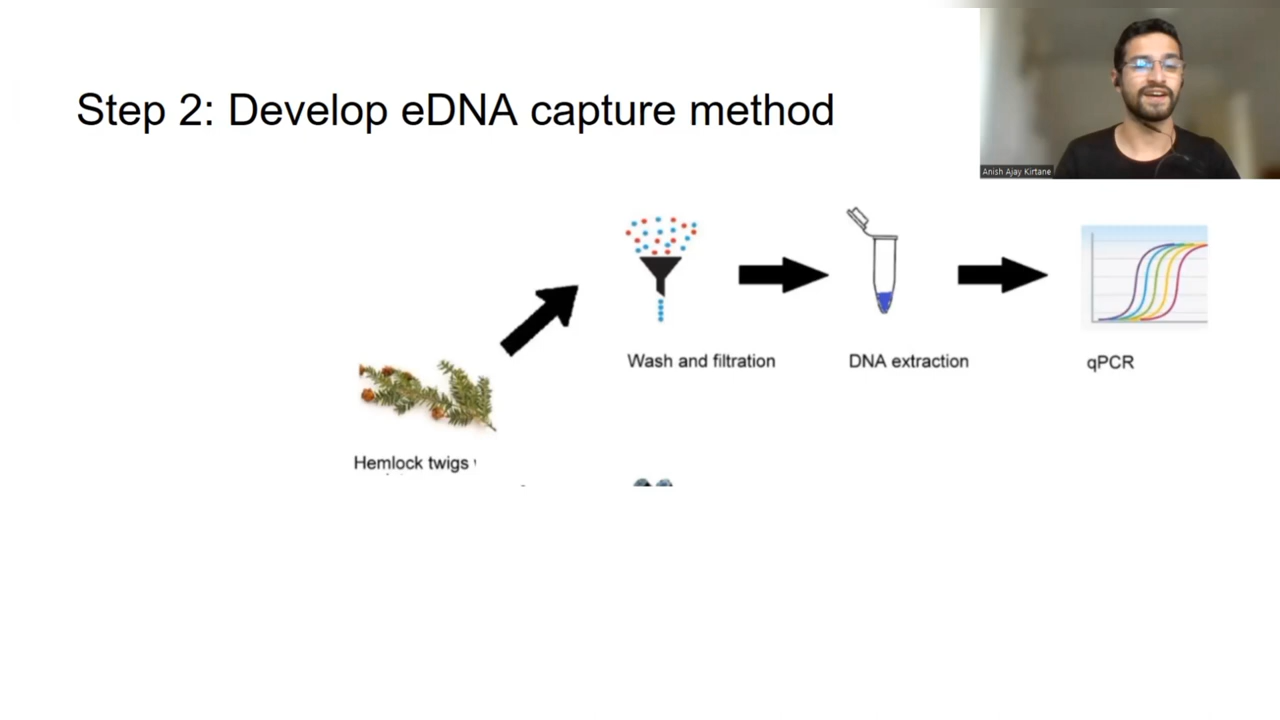 Step 2: Develop eDNA capture method
Anish Ajay Kirtane
Wash and filtration
DNA extraction
qPCR
Hemlock twigs